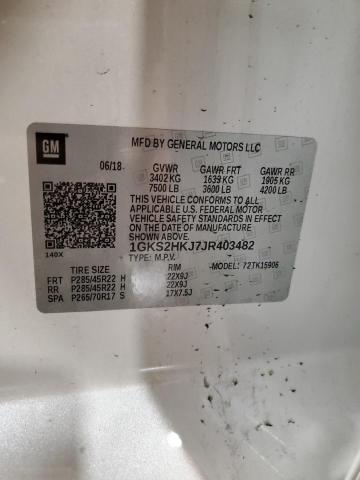 GM
MFD BY GENERAL MOTORS LLC
06/18 GVWR GAWR FRT GAWR RR
3402 KG 1639 KG 1905 KG
7500 LB 3600 LB 4200 LB
THIS VEHICLE CONFORMS TO ALL
APPLICABLE U.S. FEDERAL MOTOR
VEHICLE SAFETY STANDARDS IN EFFECT
ON THE DATE OF MANUFACTURE
SHOWN ABOVE.
1GKS2HKJ7JR403482
140X
TYPE: M.P.V. MODEL: 72TK15906
TIRE SIZE RIM
FRT P285/45R22 H 22X9J
RR P285/45R22 H 22X9J
SPA P265/70R17 S 17X7.5J